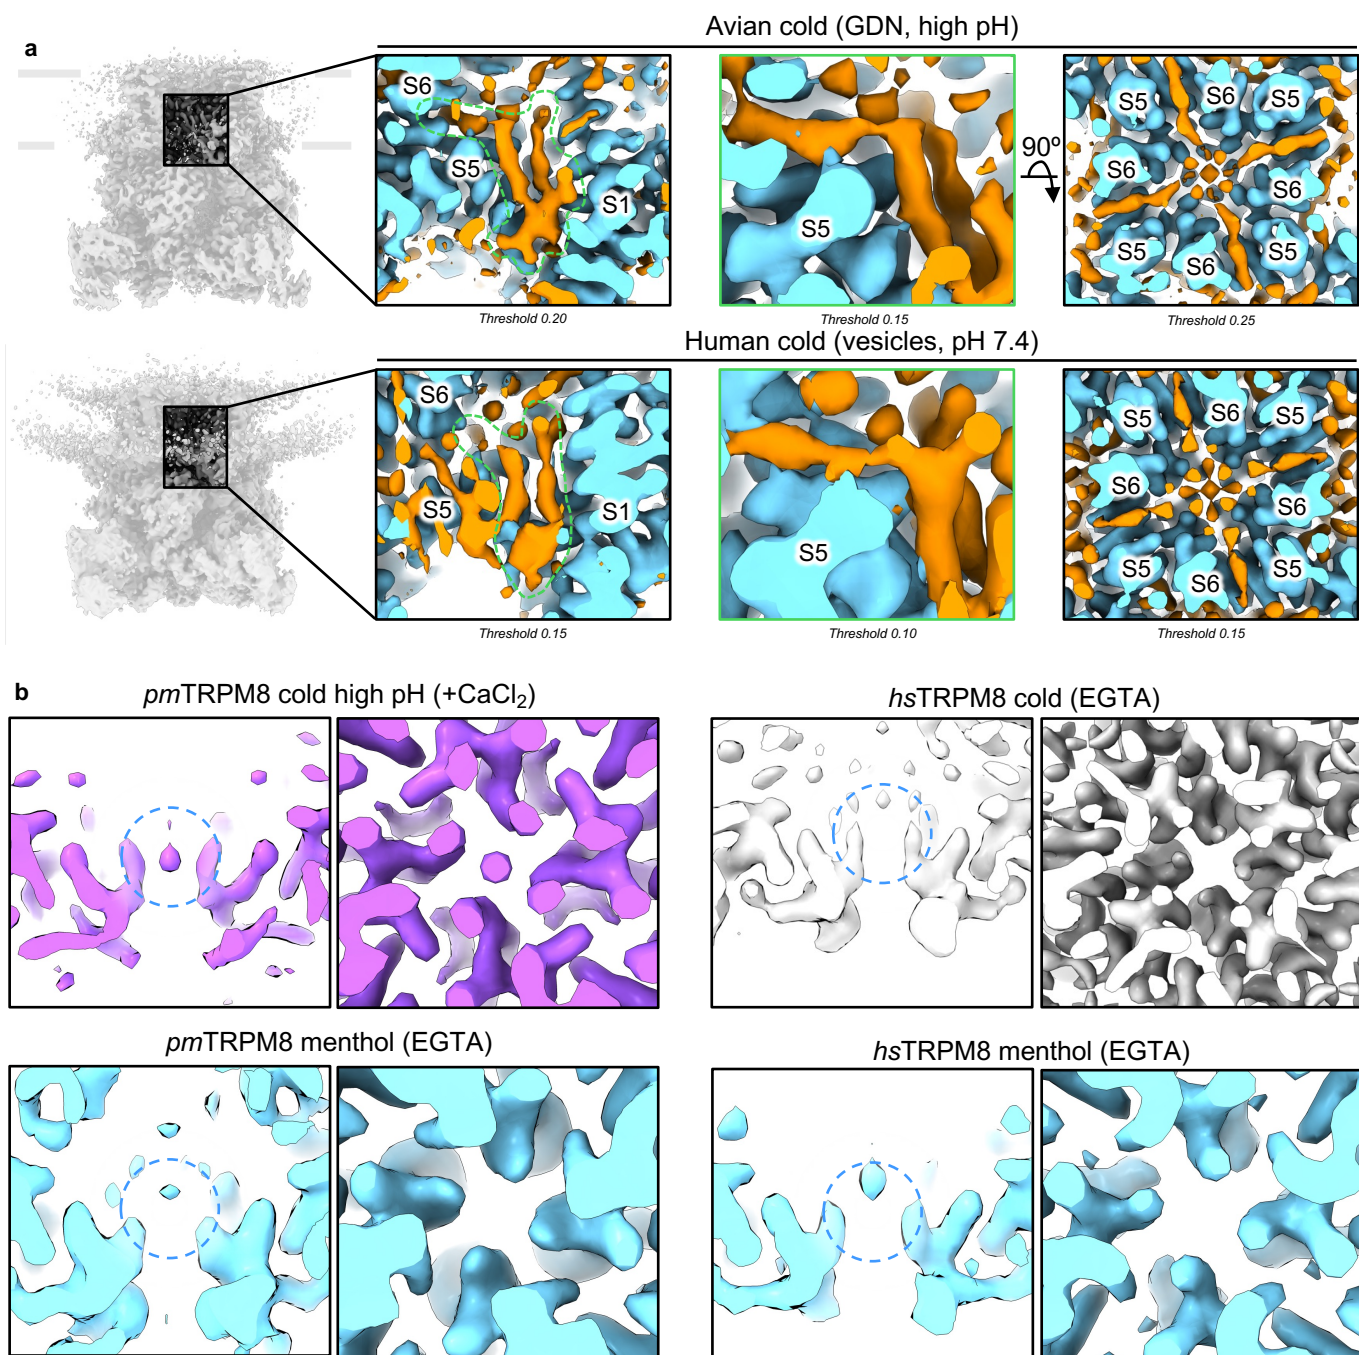 a
Avian cold (GDN, high pH)
S6
S5
S1
S5
90º
S5
S6
S5
S6
S6
S5
S6
S5
Threshold 0.20
Threshold 0.15
Threshold 0.25
Human cold (vesicles, pH 7.4)
S6
S5
S1
S5
S5
S6
S5
S6
S6
S5
S6
S5
Threshold 0.15
Threshold 0.10
Threshold 0.15
b
pmTRPM8 cold high pH (+CaCl₂)
hsTRPM8 cold (EGTA)
pmTRPM8 menthol (EGTA)
hsTRPM8 menthol (EGTA)